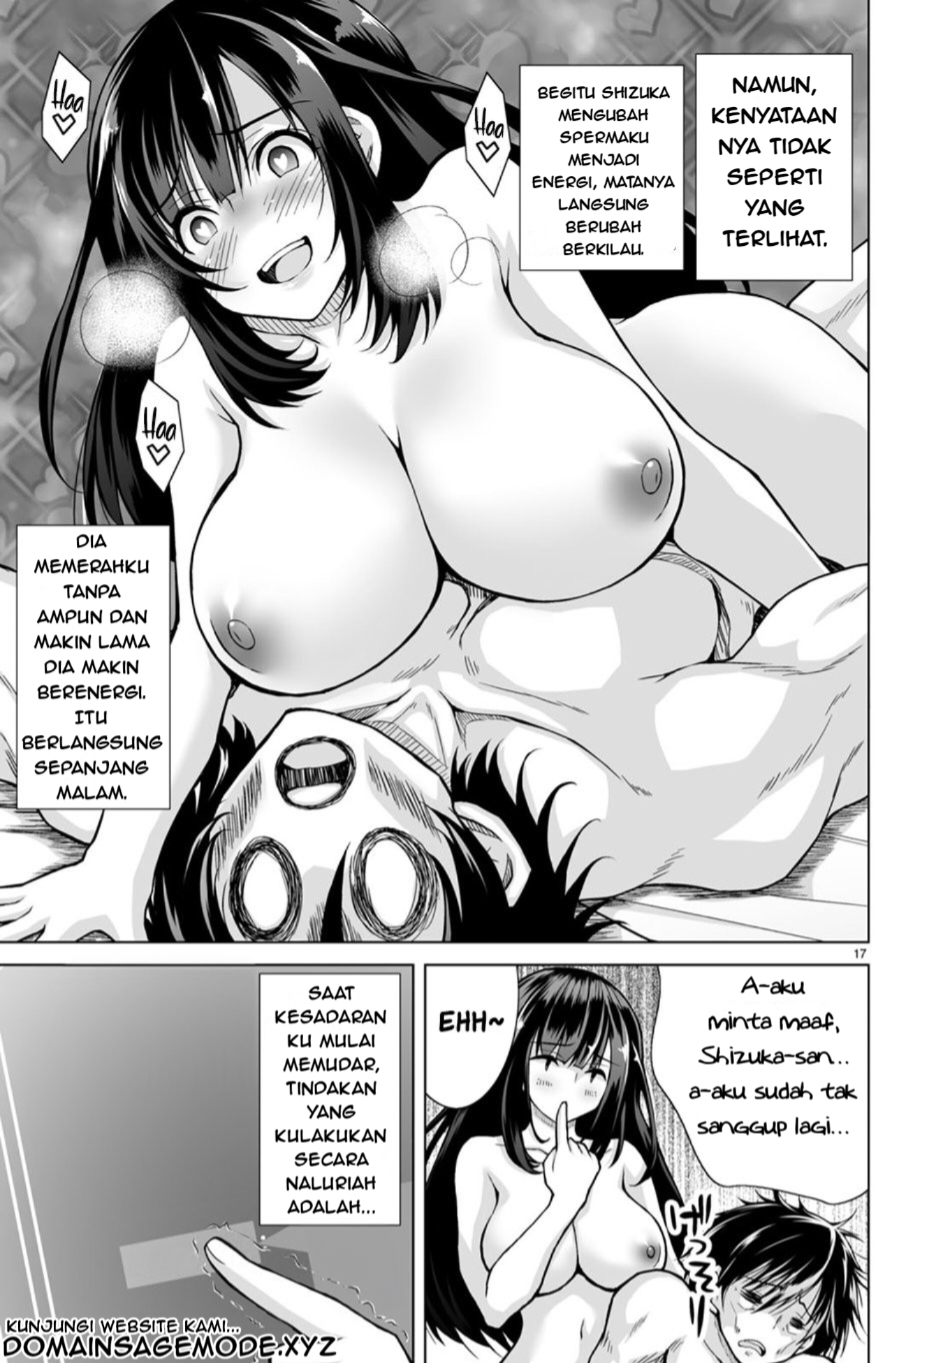 NAMUN,
KENYATAAN
NYA TIDAK
SEPERTI
YANG
TERLIHAT.
BEGITU SHIZUKA
MENGUBAH
SPERMAKU
MENJADI
ENERGI, MATANYA
LANGSUNG
BERUBAH
BERKILAU.
Haa
♡
Haa
♡
Haa
♡
DIA
MEMERAHKU
TANPA
AMPUN DAN
MAKIN LAMA
DIA MAKIN
BERENERGI.
ITU
BERLANGSUNG
SEPANJANG
MALAM.
17
A-aku
minta maaf,
Shizuka-san...
a-aku sudah tak
sanggup lagi...
EHH~
げっそ
SAAT
KESADARAN
KU MULAI
MEMUDAR,
TINDAKAN
YANG
KULAKUKAN
SECARA
NALURIAH
ADALAH...
KUNJUNGI WEBSITE KAMI...
DOMAINSAGEMODE.XYZ